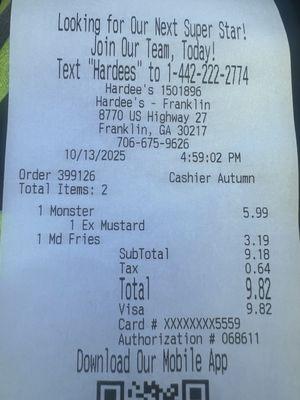 Looking for Our Next Super Star!
Join Our Team, Today!
Text "Hardees" to 1-442-222-2774
Hardee's 1501896
Hardee's - Franklin
8770 US Highway 27
Franklin, GA 30217
706-675-9626
10/13/2025 4:59:02 PM
Order 399126 Cashier Autumn
Total Items: 2
1 Monster 5.99
1 Ex Mustard
1 Md Fries 3.19
SubTotal 9.18
Tax 0.64
Total 9.82
Visa 9.82
Card # XXXXXXXX5559
Authorization # 068611
Download Our Mobile App